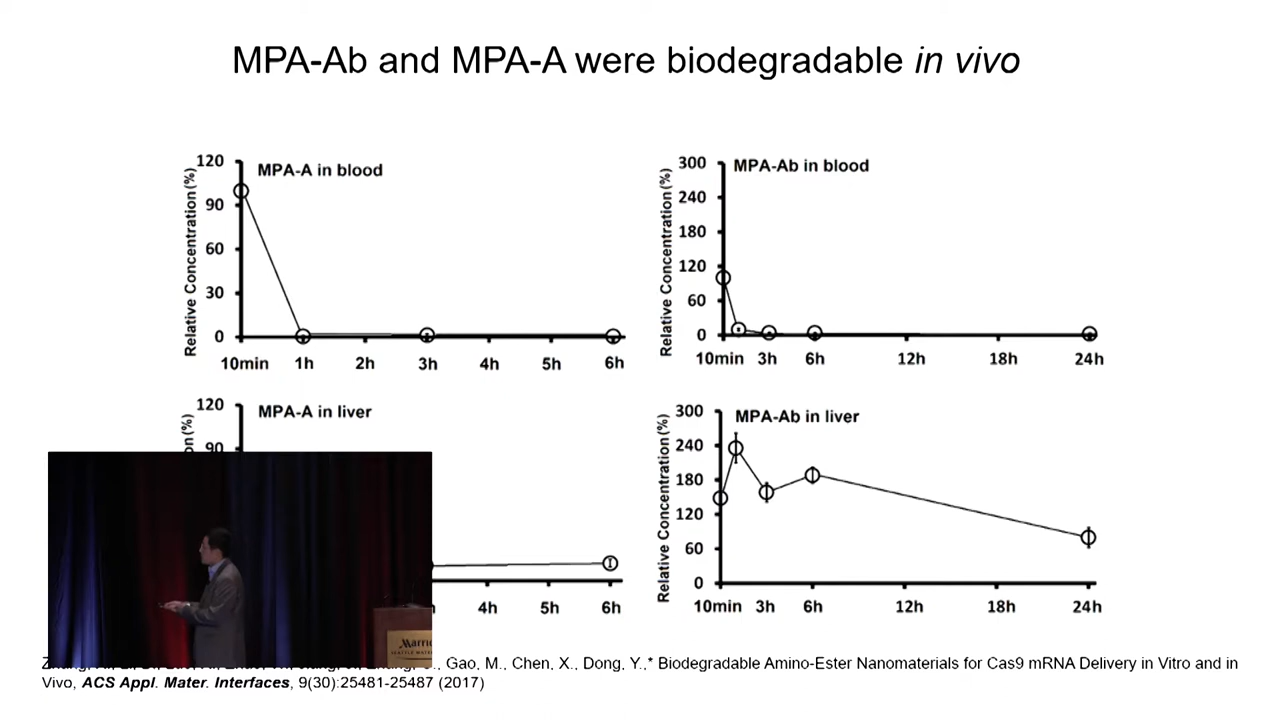 MPA-Ab and MPA-A were biodegradable in vivo
MPA-A in blood
Relative Concentration (%)
120
90
60
30
0
10min 1h 2h 3h 4h 5h 6h
MPA-Ab in blood
Relative Concentration (%)
300
240
180
120
60
0
10min 3h 6h 12h 18h 24h
MPA-A in liver
120
90
4h 5h 6h
MPA-Ab in liver
Relative Concentration (%)
300
240
180
120
60
0
10min 3h 6h 12h 18h 24h
Gao, M., Chen, X., Dong, Y.,* Biodegradable Amino-Ester Nanomaterials for Cas9 mRNA Delivery in Vitro and in
Vivo, ACS Appl. Mater. Interfaces, 9(30):25481-25487 (2017)